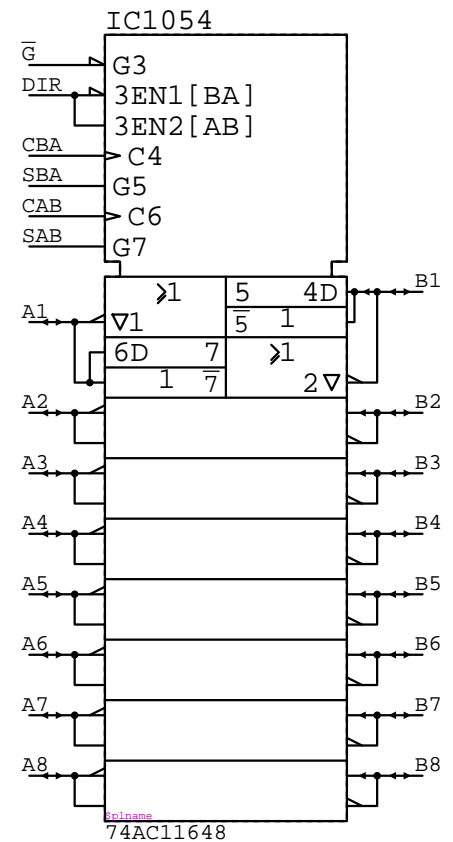 IC1054
G̅ G3
DIR 3EN1[BA]
3EN2[AB]
CBA C4
SBA G5
CAB C6
SAB G7
≥1 5 4D B1
A1 ▽1 5̅ 1
6D 7 ≥1
1 7̅ 2▽
A2 B2
A3 B3
A4 B4
A5 B5
A6 B6
A7 B7
A8 B8
$plname
74AC11648